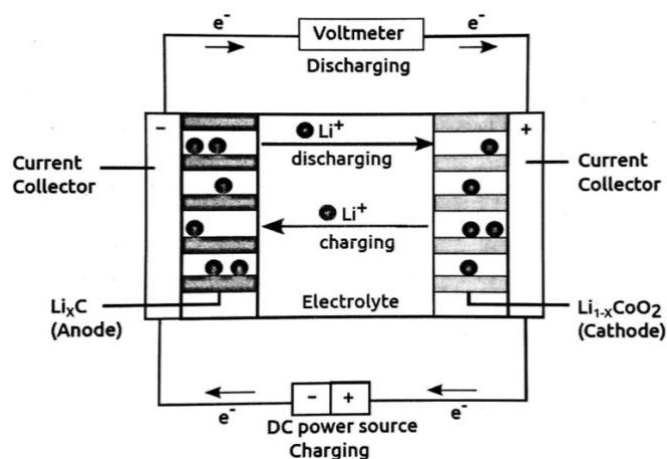 e⁻
Voltmeter
e⁻
Discharging
−
Li⁺
+
discharging
Current
Collector
Current
Collector
Li⁺
charging
LiₓC
(Anode)
Electrolyte
Li₁₋ₓCoO₂
(Cathode)
e⁻
− +
e⁻
DC power source
Charging